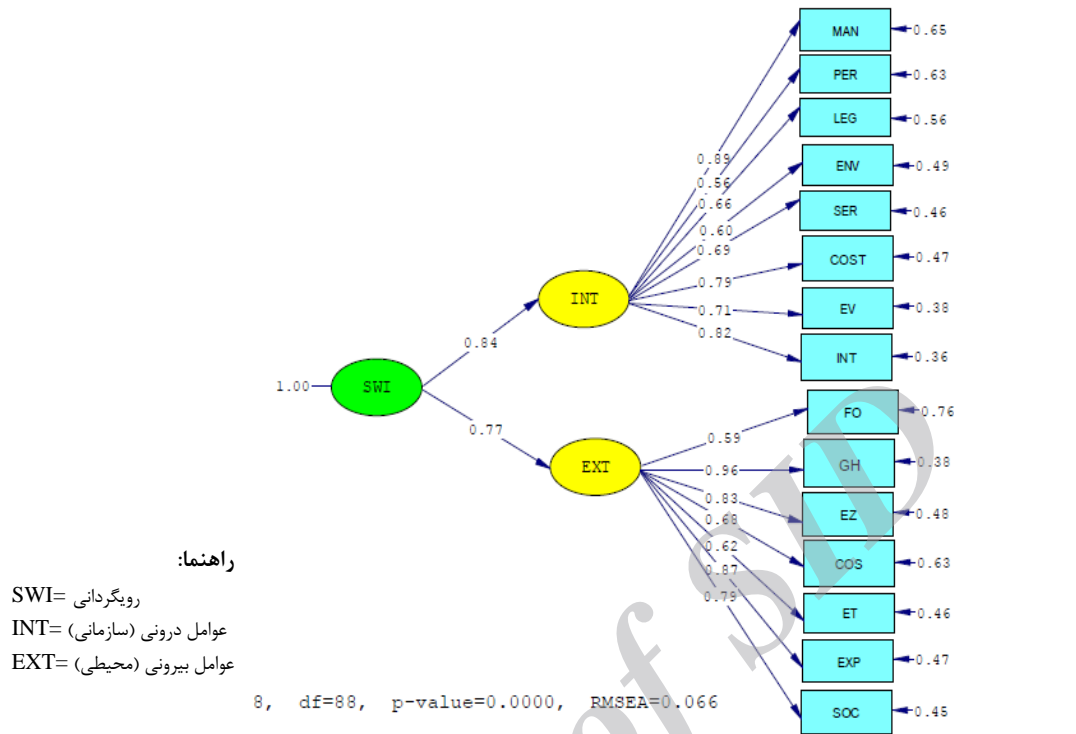 MAN 0.65
PER 0.63
LEG 0.56
0.89 ENV 0.49
0.56
0.66 SER 0.46
0.60
0.69 COST 0.47
0.79
INT 0.71 EV 0.38
0.82
0.84 INT 0.36
1.00 SWI
FO 0.76
0.77 0.59
EXT 0.96 GH 0.38
0.83
0.68 EZ 0.48
0.62
0.87 COS 0.63
0.79
راهنما:
ET 0.46
SWI= رویگردانی
INT= عوامل درونی (سازمانی)
EXP 0.47
EXT= عوامل بیرونی (محیطی)
8, df=88, p-value=0.0000, RMSEA=0.066
SOC 0.45
of SID